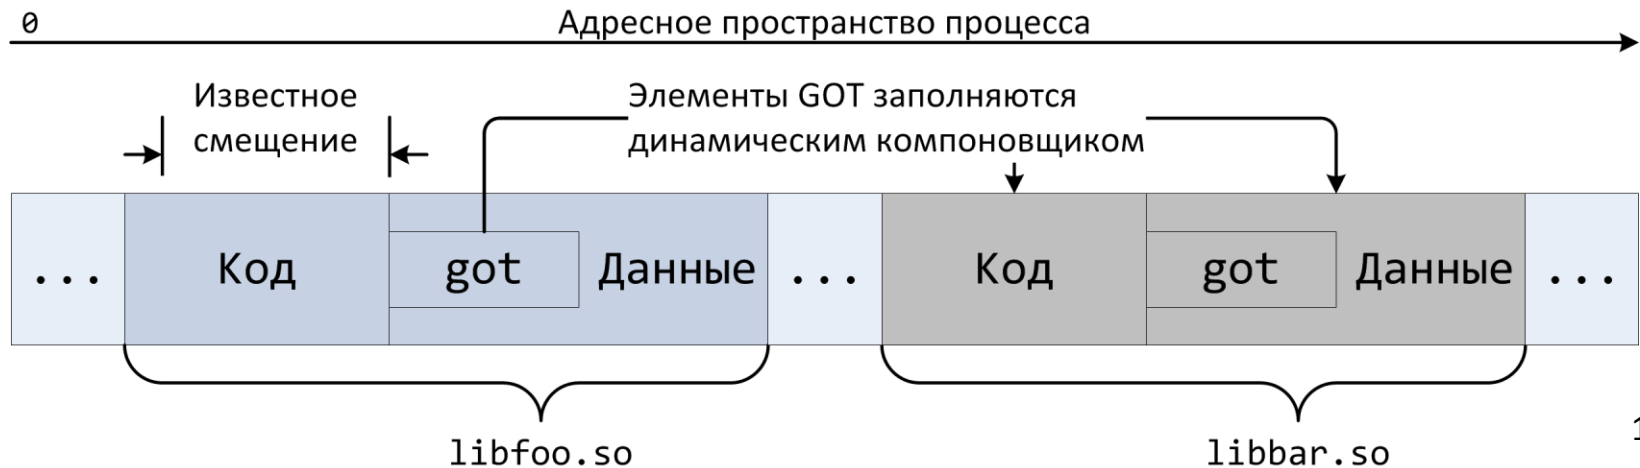 0
Адресное пространство процесса
Известное
смещение
Элементы GOT заполняются
динамическим компоновщиком
... Код got Данные ... Код got Данные ...
libfoo.so libbar.so
1